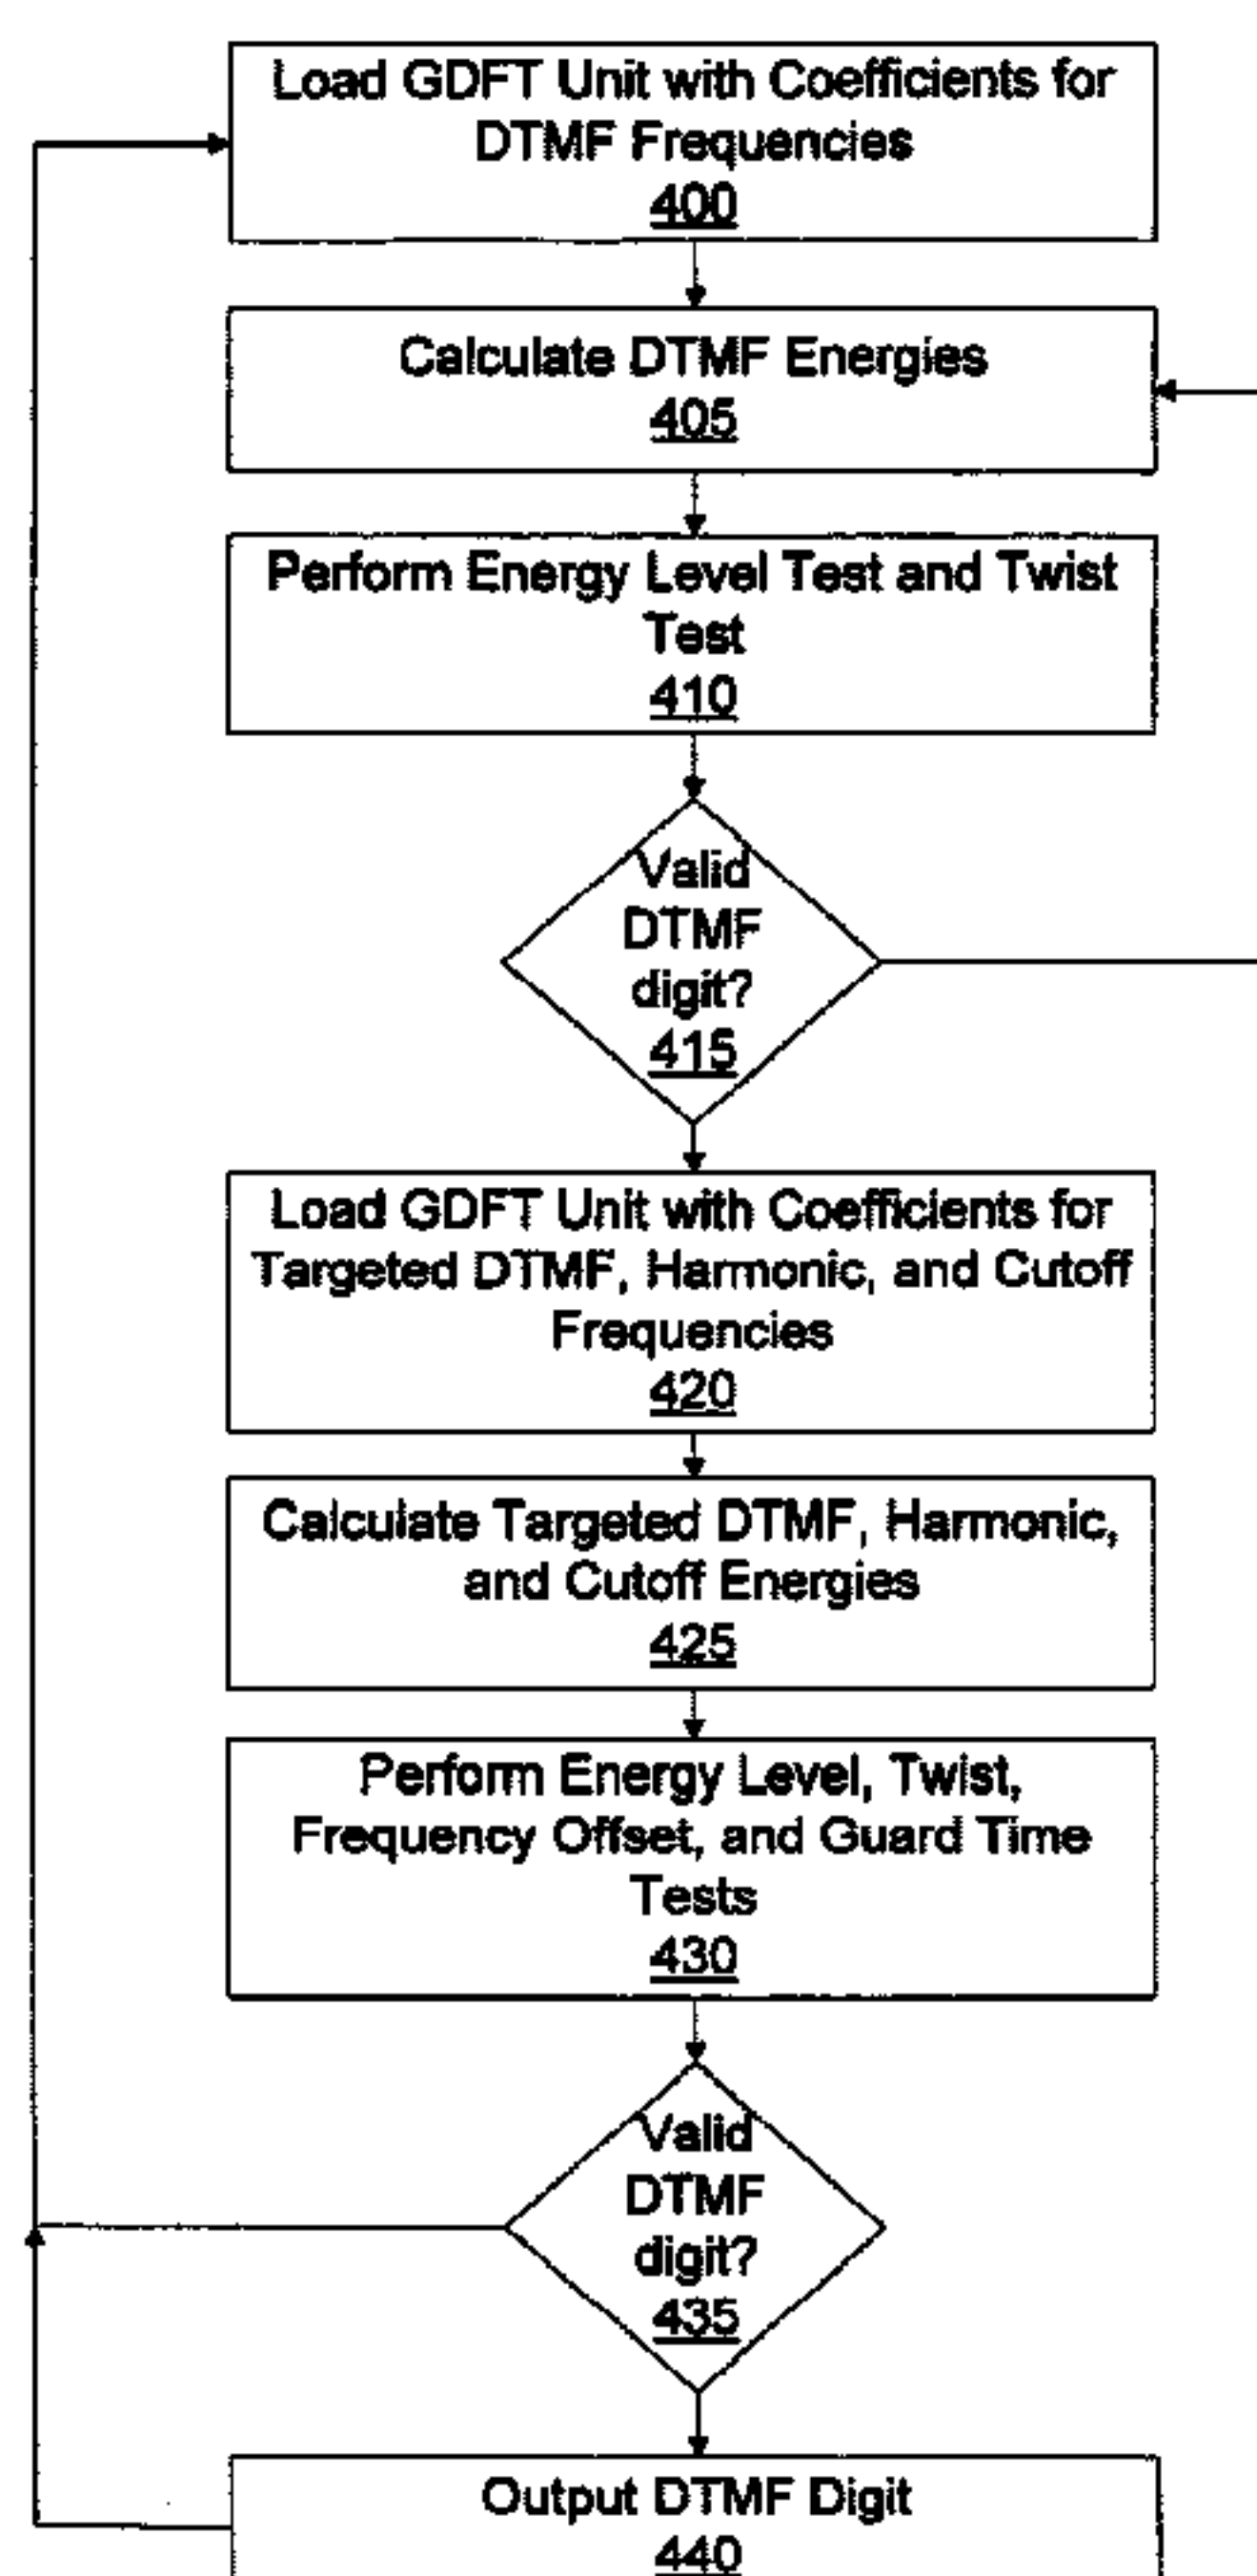 Load GDFT Unit with Coefficients for
DTMF Frequencies
400
Calculate DTMF Energies
405
Perform Energy Level Test and Twist
Test
410
Valid
DTMF
digit?
415
Load GDFT Unit with Coefficients for
Targeted DTMF, Harmonic, and Cutoff
Frequencies
420
Calculate Targeted DTMF, Harmonic,
and Cutoff Energies
425
Perform Energy Level, Twist,
Frequency Offset, and Guard Time
Tests
430
Valid
DTMF
digit?
435
Output DTMF Digit
440